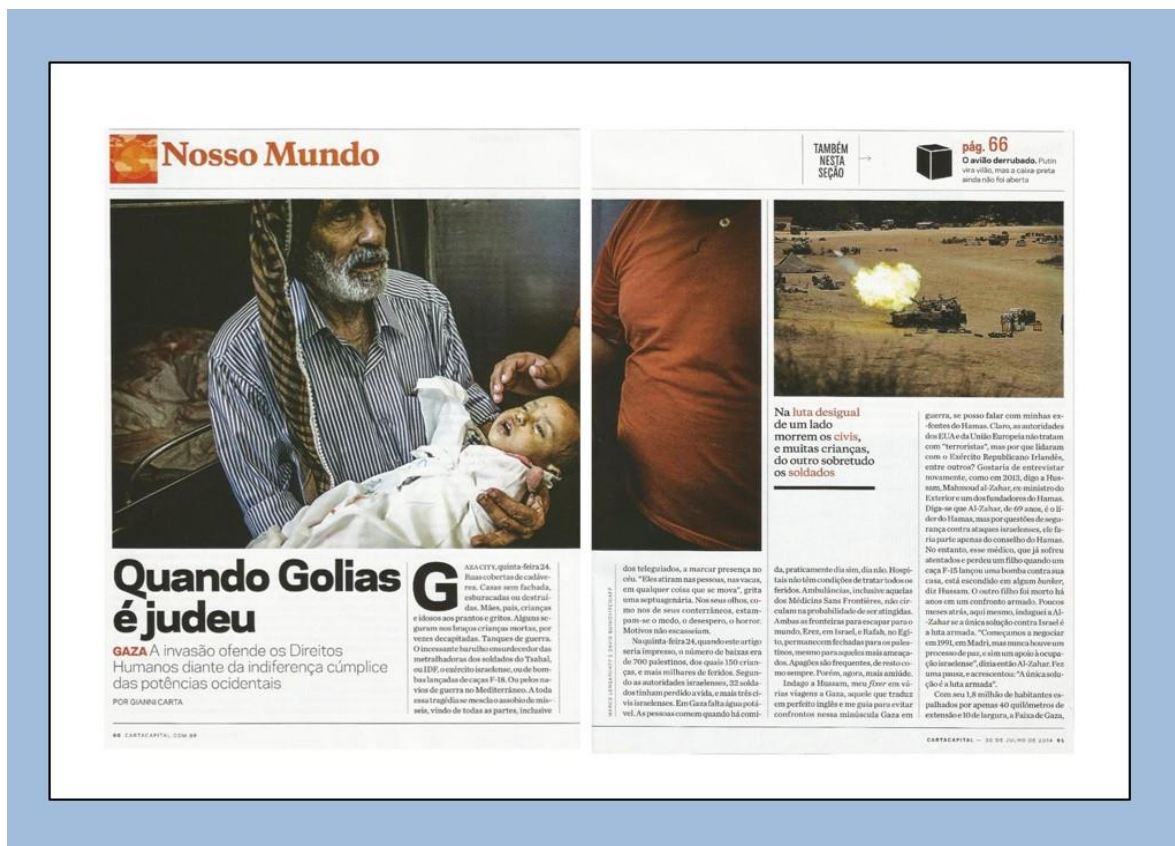 Nosso Mundo
TAMBÉM
NESTA
SEÇÃO
pág. 66
O avião derrubado. Putin
vira vilão, mas a caixa-preta
ainda não foi aberta
Quando Golias
é judeu
GAZA A invasão ofende os Direitos
Humanos diante da indiferença cúmplice
das potências ocidentais
POR GIANNI CARTA
GAZA CITY, quinta-feira 24.
Ruas cobertas de cadáve-
res. Casas sem fachada,
esburacadas ou destruí-
das. Mães, pais, crianças
e idosos aos prantos e gritos. Alguns se-
guram nos braços crianças mortas, por
vezes decapitadas. Tanques de guerra.
O incessante barulho ensurdecedor das
metralhadoras dos soldados do Tsahal,
ou IDF, o exército israelense, ou de bom-
bas lançadas de caças F-18. Ou pelos na-
vios de guerra no Mediterrâneo. A toda
essa tragédia se mescla o assobio de mís-
seis, vindo de todas as partes, inclusive
60 CARTACAPITAL.COM.BR
dos teleguiados, a marcar presença no
céu. “Eles atiram nas pessoas, nas vacas,
em qualquer coisa que se mova”, grita
uma septuagenária. Nos seus olhos, co-
mo nos de seus conterrâneos, estam-
pam-se o medo, o desespero, o horror.
Motivos não escasseiam.
Na quinta-feira 24, quando este artigo
seria impresso, o número de baixas era
de 700 palestinos, dos quais 150 crian-
ças, e mais milhares de feridos. Segun-
do as autoridades israelenses, 32 solda-
dos tinham perdido a vida, e mais três ci-
vis israelenses. Em Gaza falta água potá-
vel. As pessoas comem quando há comi-
Na luta desigual
de um lado
morrem os civis,
e muitas crianças,
do outro sobretudo
os soldados
da, praticamente dia sim, dia não. Hospi-
tais não têm condições de tratar todos os
feridos. Ambulâncias, inclusive aquelas
dos Médicins Sans Frontières, não cir-
culam na probabilidade de ser atingidas.
Ambas as fronteiras para escapar para o
mundo, Erez, em Israel, e Rafah, no Egi-
to, permanecem fechadas para os pales-
tinos, mesmo para aqueles mais ameaça-
dos. Apagões são frequentes, de resto co-
mo sempre. Porém, agora, mais amiúde.
Indago a Hussam, meu fixer em vá-
rias viagens a Gaza, aquele que traduz
em perfeito inglês e me guia para evitar
confrontos nessa minúscula Gaza em
guerra, se posso falar com minhas ex-
-fontes do Hamas. Claro, as autoridades
dos EUA e da União Europeia não tratam
com “terroristas”, mas por que lidaram
com o Exército Republicano Irlandês,
entre outros? Gostaria de entrevistar
novamente, como em 2013, digo a Hus-
sam, Mahmoud al-Zahar, ex-ministro do
Exterior e um dos fundadores do Hamas.
Diga-se que Al-Zahar, de 69 anos, é o lí-
der do Hamas, mas por questões de segu-
rança contra ataques israelenses, ele fa-
ria parte apenas do conselho do Hamas.
No entanto, esse médico, que já sofreu
atentados e perdeu um filho quando um
caça F-15 lançou uma bomba contra sua
casa, está escondido em algum bunker,
diz Hussam. O outro filho foi morto há
anos em um confronto armado. Poucos
meses atrás, aqui mesmo, indaguei a Al-
-Zahar se a única solução contra Israel é
a luta armada. “Começamos a negociar
em 1991, em Madri, mas nunca houve um
processo de paz, e sim um apoio à ocupa-
ção israelense”, dizia então Al-Zahar. Fez
uma pausa, e acrescentou: “A única solu-
ção é a luta armada”.
Com seu 1,8 milhão de habitantes es-
palhados por apenas 40 quilômetros de
extensão e 10 de largura, a Faixa de Gaza,
CARTACAPITAL — 30 DE JULHO DE 2014 61